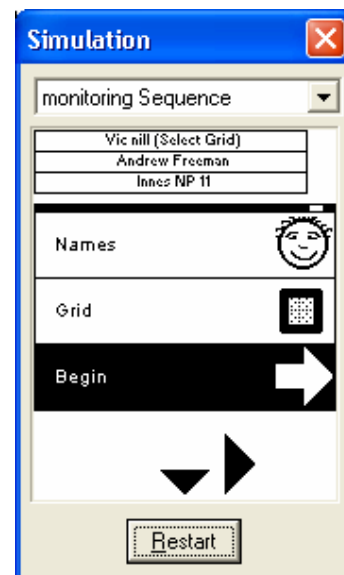 Simulation
monitoring Sequence
Vic nill (Select Grid)
Andrew Freeman
Innes NP 11
Names
Grid
Begin
Restart